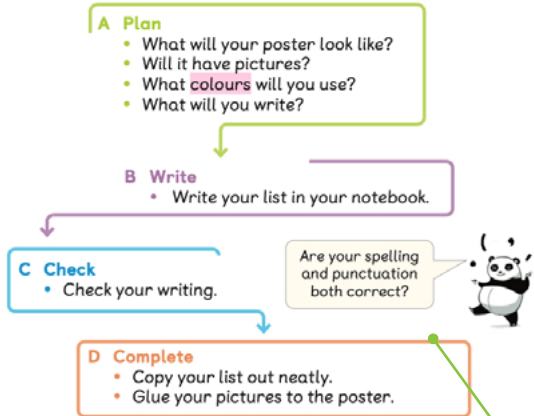 A Plan
• What will your poster look like?
• Will it have pictures?
• What colours will you use?
• What will you write?
B Write
• Write your list in your notebook.
C Check
• Check your writing.
Are your spelling
and punctuation
both correct?
D Complete
• Copy your list out neatly.
• Glue your pictures to the poster.